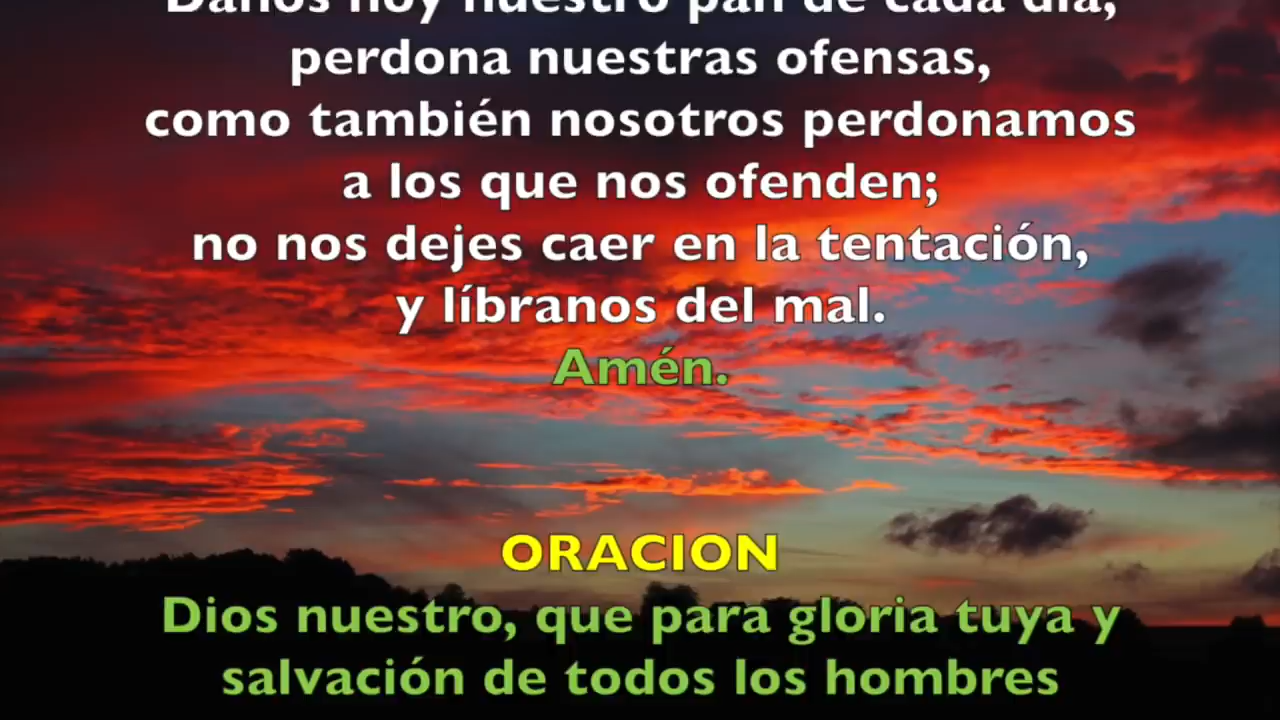 Danos hoy nuestro pan de cada día,
perdona nuestras ofensas,
como también nosotros perdonamos
a los que nos ofenden;
no nos dejes caer en la tentación,
y líbranos del mal.
Amén.
ORACION
Dios nuestro, que para gloria tuya y
salvación de todos los hombres